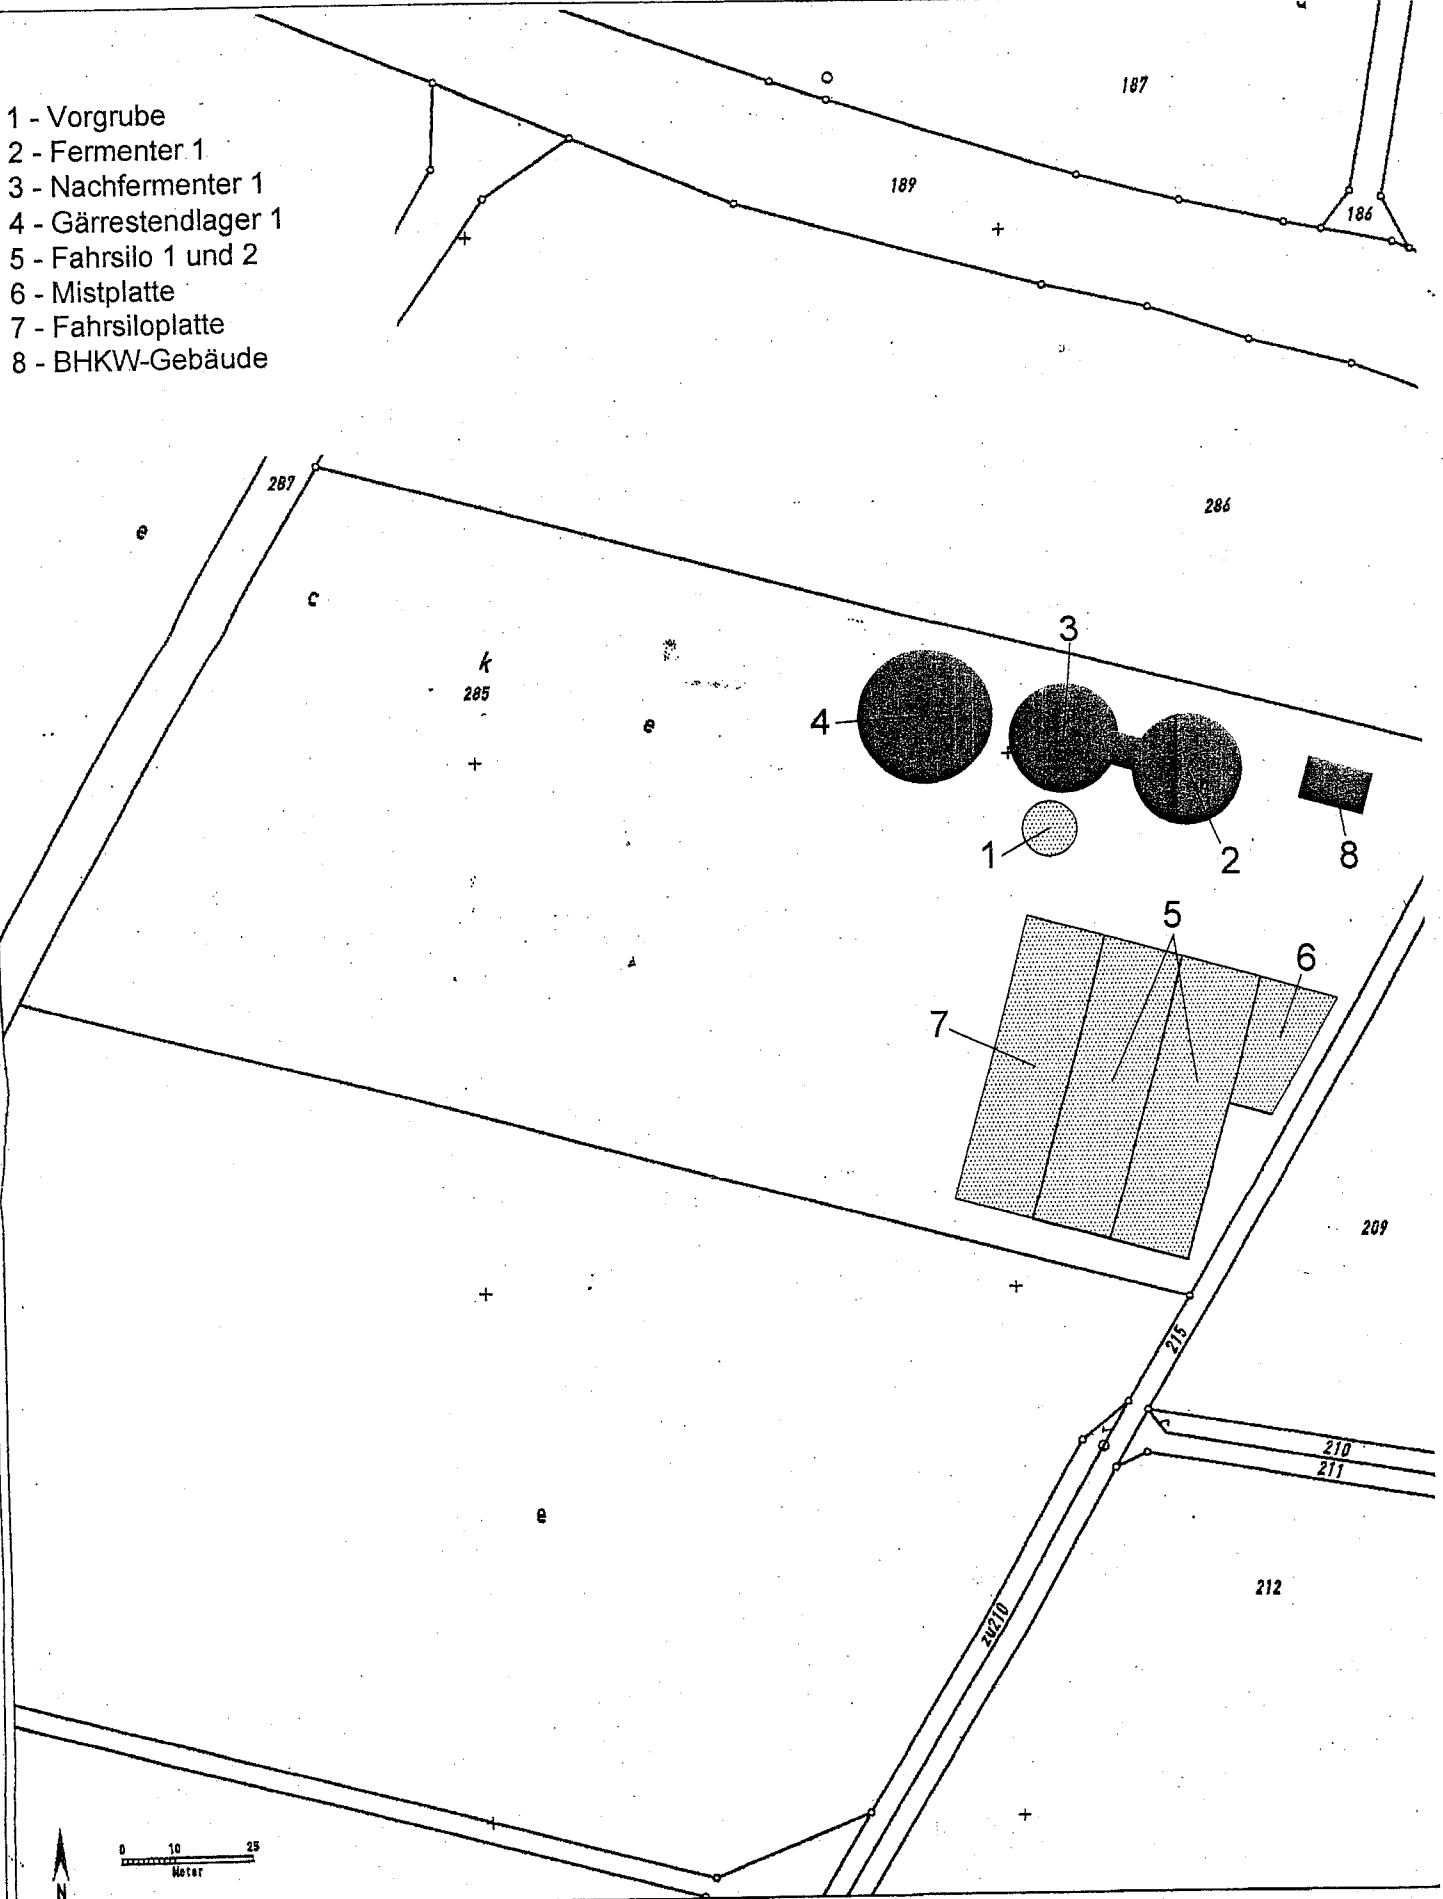 187
1 - Vorgrube
2 - Fermenter 1
3 - Nachfermenter 1
4 - Gärrestendlager 1
5 - Fahrsilo 1 und 2
6 - Mistplatte
7 - Fahrsiloplatte
8 - BHKW-Gebäude
189
186
287
286
e
c
k
285
e
3
4
1
2
8
5
6
7
209
215
210
211
e
212
zu210
0 10 25
Meter
N